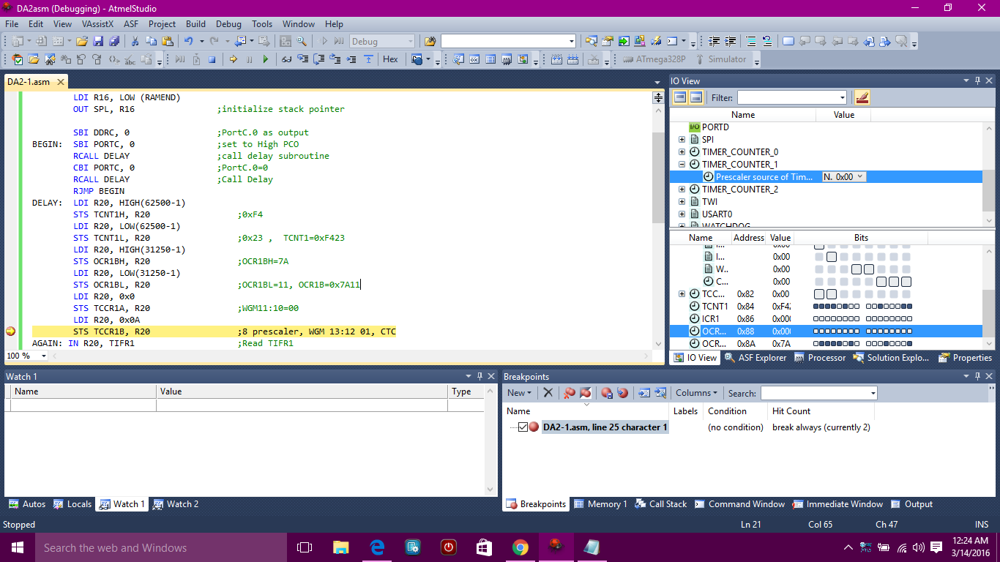 DA2asm (Debugging) - AtmelStudio
File Edit View VAssistX ASF Project Build Debug Tools Window Help
Debug
Hex ATmega328P Simulator
DA2-1.asm
LDI R16, LOW (RAMEND)
OUT SPL, R16 ;initialize stack pointer
SBI DDRC, 0 ;PortC.0 as output
BEGIN: SBI PORTC, 0 ;set to High PCO
RCALL DELAY ;call delay subroutine
CBI PORTC, 0 ;PortC.0=0
RCALL DELAY ;Call Delay
RJMP BEGIN
DELAY: LDI R20, HIGH(62500-1)
STS TCNT1H, R20 ;0xF4
LDI R20, LOW(62500-1)
STS TCNT1L, R20 ;0x23 , TCNT1=0xF423
LDI R20, HIGH(31250-1)
STS OCR1BH, R20 ;OCR1BH=7A
LDI R20, LOW(31250-1)
STS OCR1BL, R20 ;OCR1BL=11, OCR1B=0x7A11
LDI R20, 0x0
STS TCCR1A, R20 ;WGM11:10=00
LDI R20, 0x0A
STS TCCR1B, R20 ;8 prescaler, WGM 13:12 01, CTC
AGAIN: IN R20, TIFR1 ;Read TIFR1
100 %
IO View
Filter:
Name Value
I/O PORTD
SPI
TIMER_COUNTER_0
TIMER_COUNTER_1
Prescaler source of Tim... N. 0x00
TIMER_COUNTER_2
TWI
USART0
WATCHDOG
Name Address Value Bits
I... 0x00
W.. 0x00
C... 0x00
TCC... 0x82 0x00
TCNT1 0x84 0xF42
ICR1 0x86 0x000
OCR... 0x88 0x000
OCR... 0x8A 0x7A
IO View ASF Explorer Processor Solution Explo... Properties
Watch 1
Name Value Type
Autos Locals Watch 1 Watch 2
Breakpoints
New Columns Search:
Name Labels Condition Hit Count
DA2-1.asm, line 25 character 1 (no condition) break always (currently 2)
Breakpoints Memory 1 Call Stack Command Window Immediate Window Output
Stopped Ln 21 Col 65 Ch 47 INS
Search the web and Windows
12:24 AM
3/14/2016